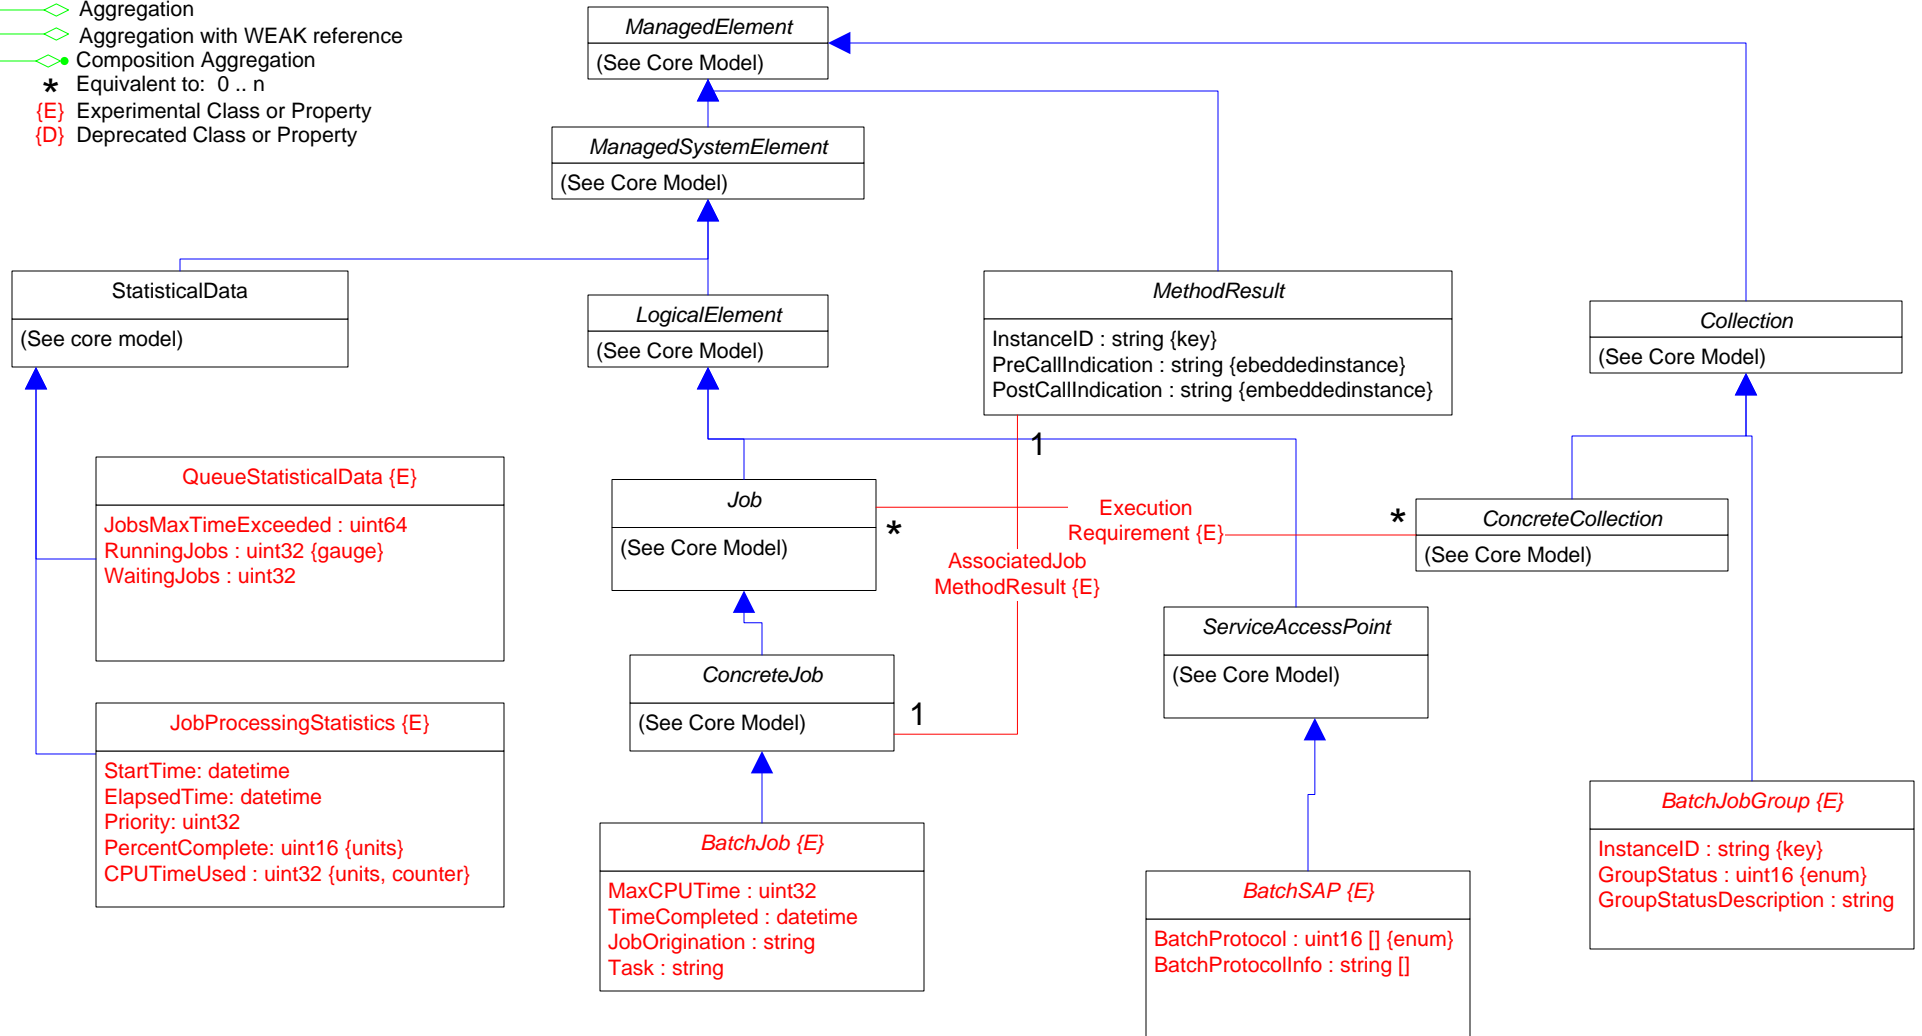 Aggregation
Aggregation with WEAK reference
Composition Aggregation
* Equivalent to: 0 .. n
{E} Experimental Class or Property
{D} Deprecated Class or Property
ManagedElement
(See Core Model)
ManagedSystemElement
(See Core Model)
StatisticalData
(See core model)
LogicalElement
(See Core Model)
MethodResult
InstanceID : string {key}
PreCallIndication : string {ebeddedinstance}
PostCallIndication : string {embeddedinstance}
Collection
(See Core Model)
1
QueueStatisticalData {E}
JobsMaxTimeExceeded : uint64
RunningJobs : uint32 {gauge}
WaitingJobs : uint32
Job
(See Core Model)
*
Execution
Requirement {E}
*
ConcreteCollection
(See Core Model)
AssociatedJob
MethodResult {E}
ServiceAccessPoint
(See Core Model)
ConcreteJob
(See Core Model)
1
JobProcessingStatistics {E}
StartTime: datetime
ElapsedTime: datetime
Priority: uint32
PercentComplete: uint16 {units}
CPUTimeUsed : uint32 {units, counter}
BatchJob {E}
MaxCPUTime : uint32
TimeCompleted : datetime
JobOrigination : string
Task : string
BatchSAP {E}
BatchProtocol : uint16 [] {enum}
BatchProtocolInfo : string []
BatchJobGroup {E}
InstanceID : string {key}
GroupStatus : uint16 {enum}
GroupStatusDescription : string